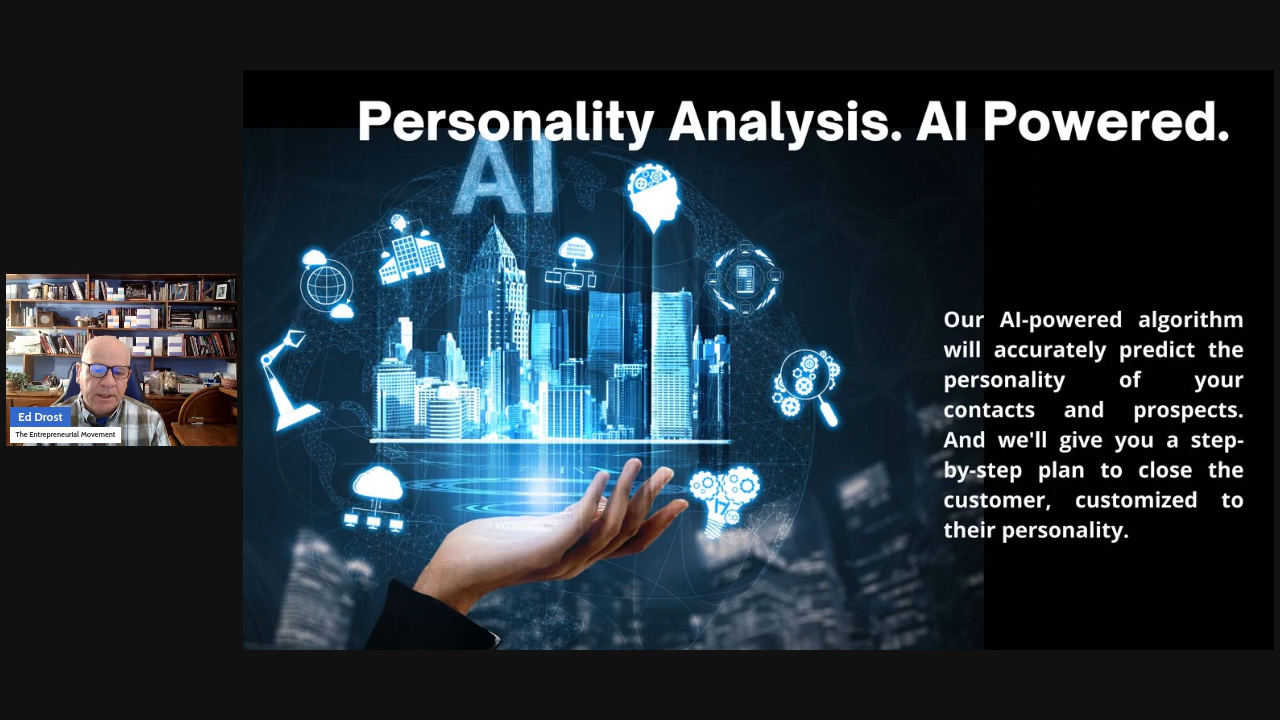 Personality Analysis. AI Powered.
AI
Our AI-powered algorithm
will accurately predict the
personality of your
contacts and prospects.
And we'll give you a step-
by-step plan to close the
customer, customized to
their personality.
Ed Drost
The Entrepreneurial Movement